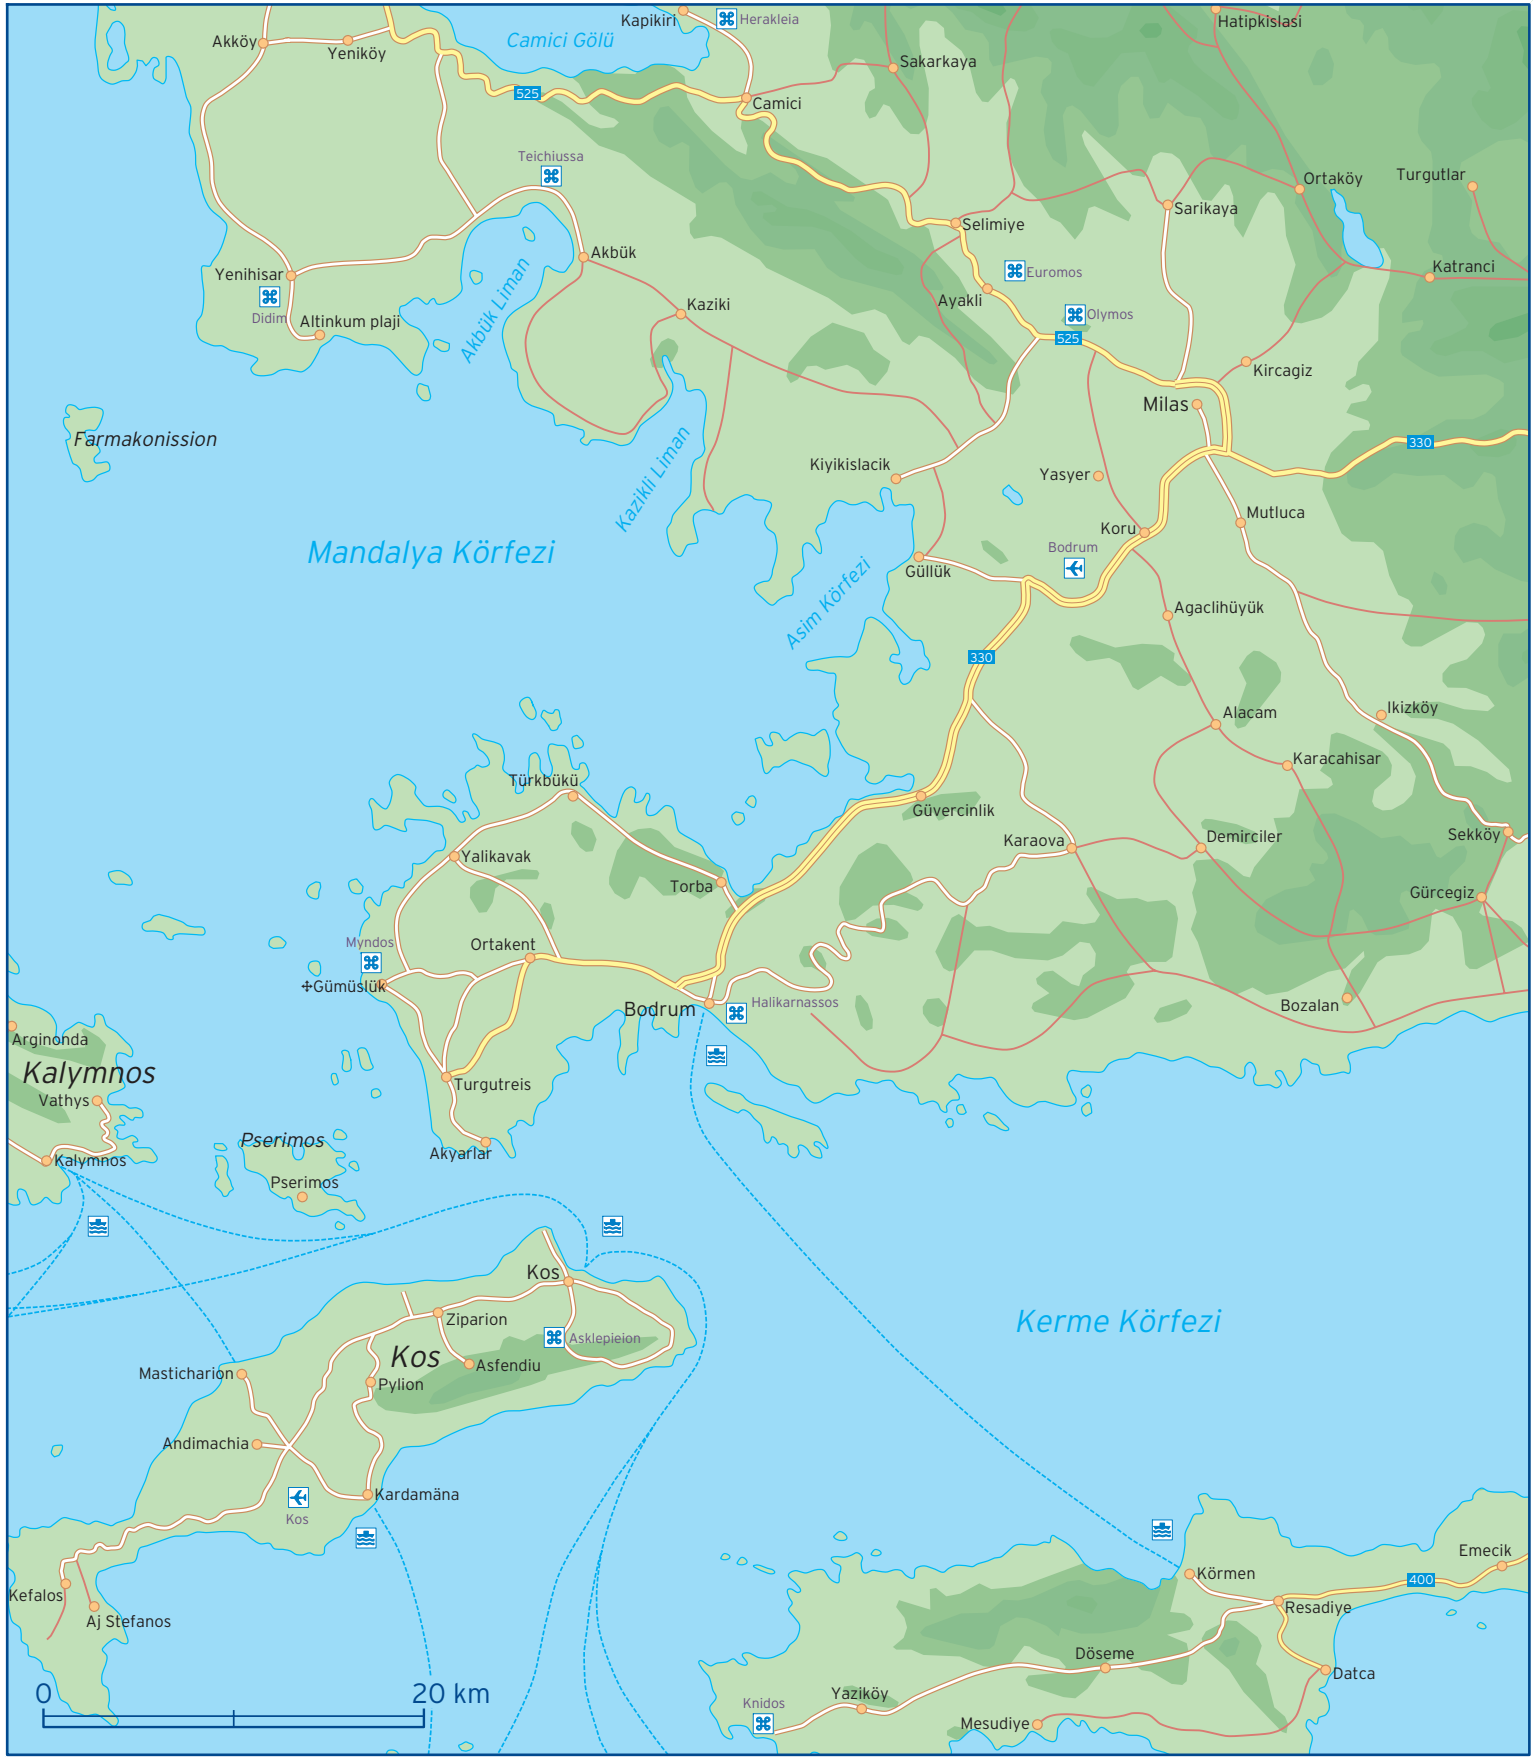 Kapikiri
Herakleia
Hatipkislasi
Akköy
Yeniköy
Camici Gölü
Sakarkaya
525
Camici
Teichiussa
Ortaköy
Turgutlar
Sarikaya
Selimiye
Akbük
Yenihisar
Euromos
Katranci
Didim
Akbük Liman
Kaziki
Ayakli
Olymos
Altinkum plaji
525
Kircagiz
Milas
Farmakonission
330
Kiyikislacik
Kazikli Liman
Yasyer
Mutluca
Koru
Mandalya Körfezi
Bodrum
Güllük
Asim Körfezi
Agaclihüyük
330
Ikizköy
Alacam
Karacahisar
Türkbükü
Güvercinlik
Karaova
Demirciler
Sekköy
Yalikavak
Torba
Gürcegiz
Myndos
Ortakent
Gümüslük
Bodrum
Halikarnassos
Bozalan
Arginonda
Kalymnos
Turgutreis
Vathys
Pserimos
Akyarlar
Kalymnos
Pserimos
Kos
Ziparion
Kerme Körfezi
Asklepieion
Kos
Asfendiu
Masticharion
Pylion
Andimachia
Kardamäna
Kos
Emecik
Körmen
400
Kefalos
Resadiye
Aj Stefanos
Döseme
Datca
0
20 km
Yaziköy
Knidos
Mesudiye